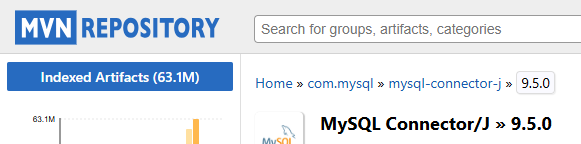 MVN REPOSITORY
Search for groups, artifacts, categories
Indexed Artifacts (63.1M)
Home » com.mysql » mysql-connector-j » 9.5.0
63.1M
MySQL Connector/J » 9.5.0
MySQL